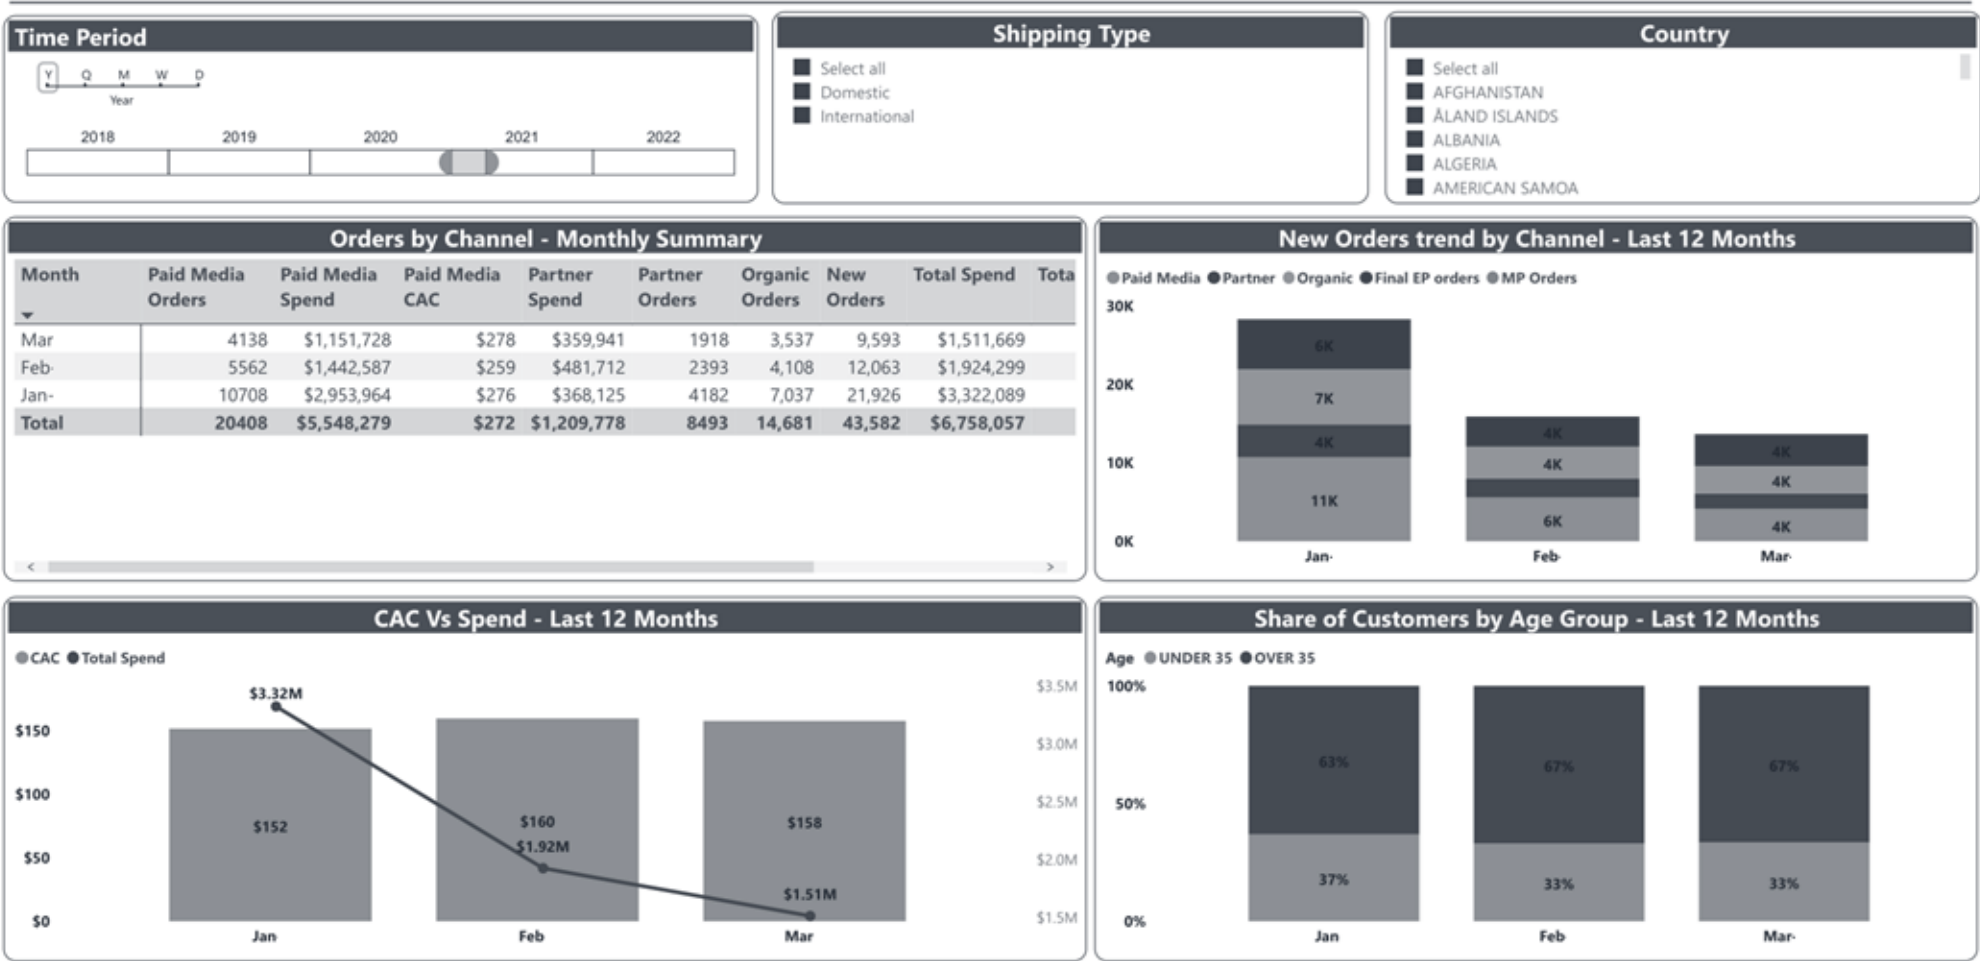 Time Period
Y Q M W D
Year
2018 2019 2020 2021 2022
Shipping Type
Select all
Domestic
International
Country
Select all
AFGHANISTAN
ÅLAND ISLANDS
ALBANIA
ALGERIA
AMERICAN SAMOA
Orders by Channel - Monthly Summary
Month Paid Media Orders Paid Media Spend Paid Media CAC Partner Spend Partner Orders Organic Orders New Orders Total Spend Tota
Mar 4138 $1,151,728 $278 $359,941 1918 3,537 9,593 $1,511,669
Feb- 5562 $1,442,587 $259 $481,712 2393 4,108 12,063 $1,924,299
Jan- 10708 $2,953,964 $276 $368,125 4182 7,037 21,926 $3,322,089
Total 20408 $5,548,279 $272 $1,209,778 8493 14,681 43,582 $6,758,057
New Orders trend by Channel - Last 12 Months
Paid Media Partner Organic Final EP orders MP Orders
30K
20K
10K
0K
6K
7K
4K
11K
4K
4K
6K
4K
4K
4K
Jan- Feb- Mar-
CAC Vs Spend - Last 12 Months
CAC Total Spend
$150
$100
$50
$0
$3.32M
$152
$160
$1.92M
$158
$1.51M
$3.5M
$3.0M
$2.5M
$2.0M
$1.5M
Jan Feb Mar
Share of Customers by Age Group - Last 12 Months
Age UNDER 35 OVER 35
100%
50%
0%
63% 67% 67%
37% 33% 33%
Jan Feb Mar-